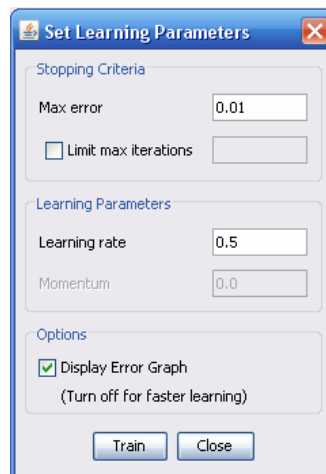 Set Learning Parameters
Stopping Criteria
Max error 0.01
Limit max iterations
Learning Parameters
Learning rate 0.5
Momentum 0.0
Options
Display Error Graph
(Turn off for faster learning)
Train Close